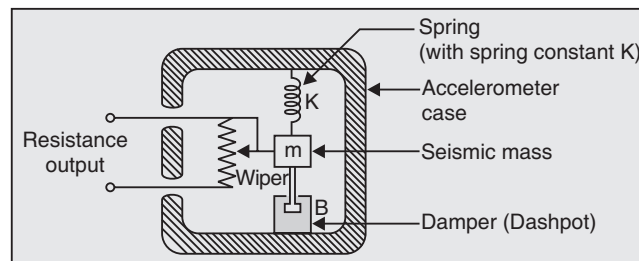 Spring
(with spring constant K)
K
Accelerometer
case
Resistance
output
m
Seismic mass
Wiper
B
Damper (Dashpot)